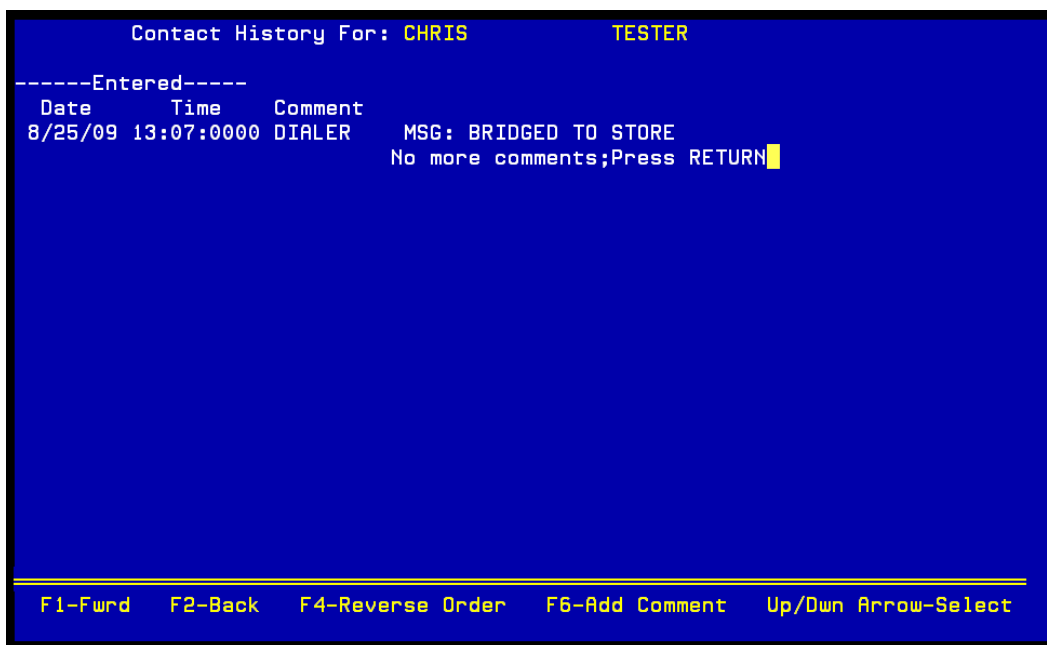 Contact History For: CHRIS TESTER
------Entered-----
Date Time Comment
8/25/09 13:07:0000 DIALER MSG: BRIDGED TO STORE
No more comments;Press RETURN
F1-Fwrd F2-Back F4-Reverse Order F6-Add Comment Up/Dwn Arrow-Select